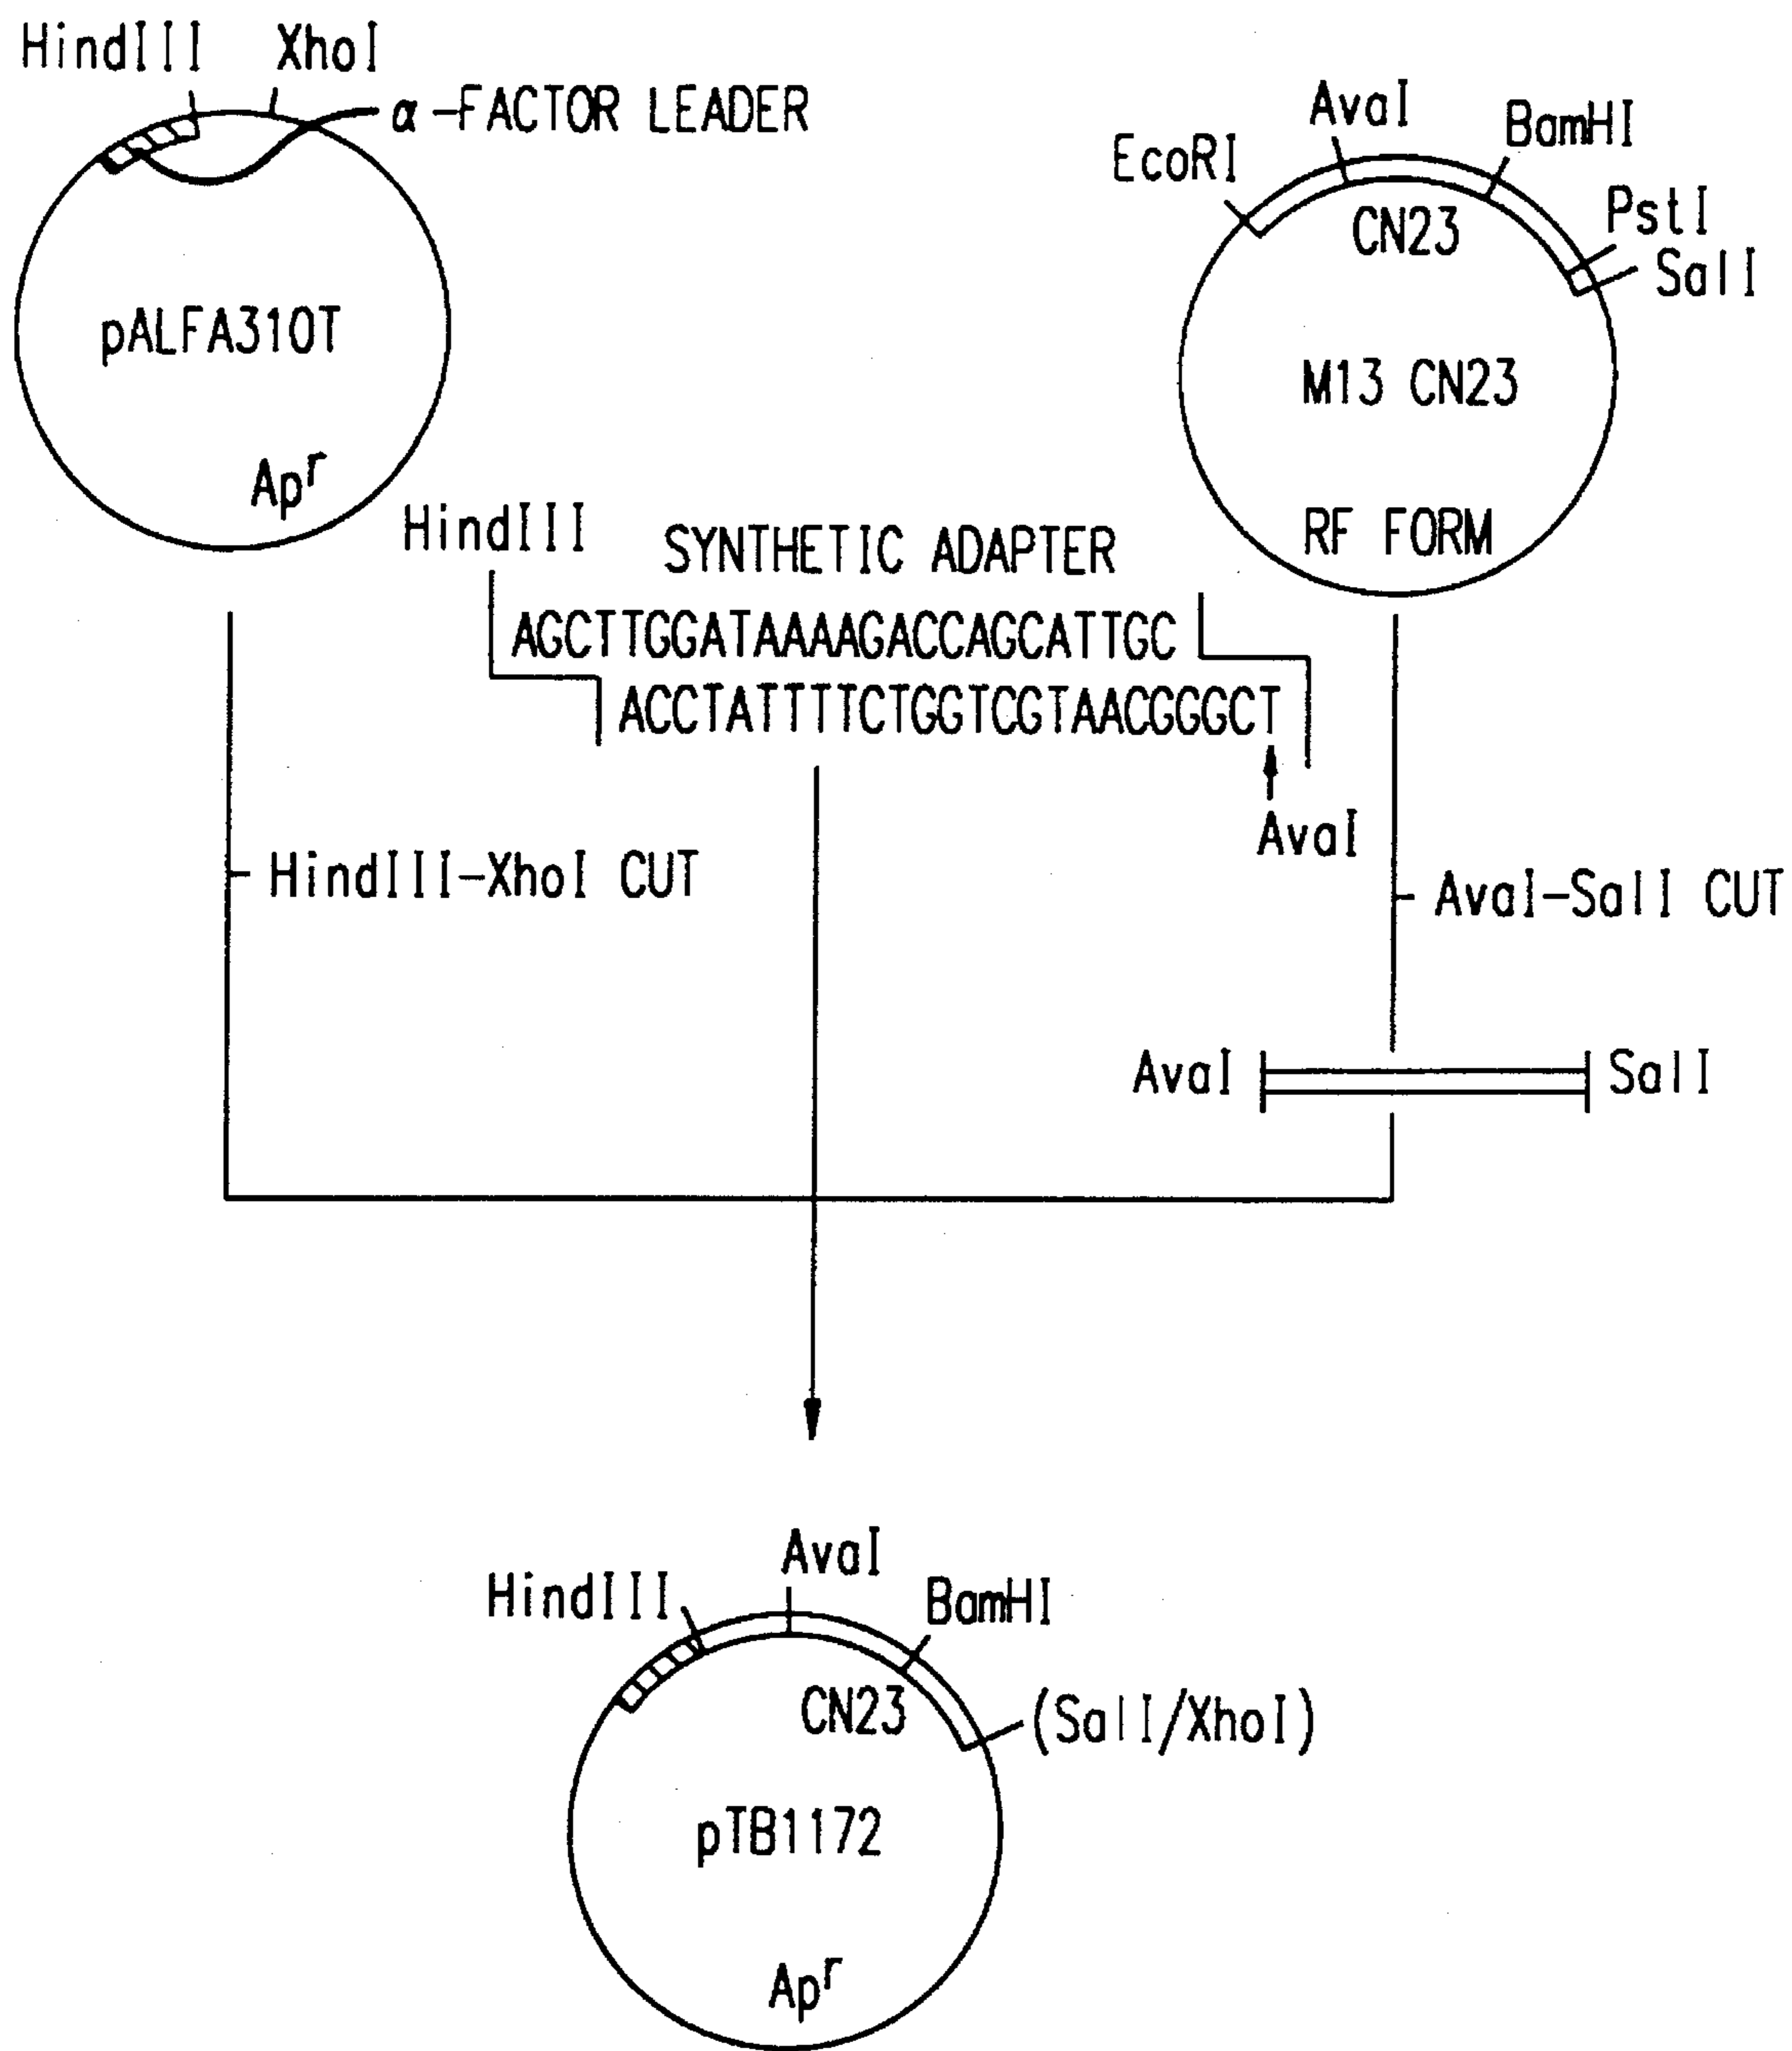 HindIII XhoI
α-FACTOR LEADER
pALFA310T
Apr
AvaI
BamHI
EcoRI
PstI
SalI
CN23
M13 CN23
RF FORM
HindIII
SYNTHETIC ADAPTER
AGCTTGGATAAAAGACCAGCATTGC
ACCTATTTTCTGGTCGTAACGGGCT
AvaI
HindIII-XhoI CUT
AvaI-SalI CUT
AvaI SalI
AvaI
HindIII
BamHI
CN23
(SalI/XhoI)
pTB1172
Apr